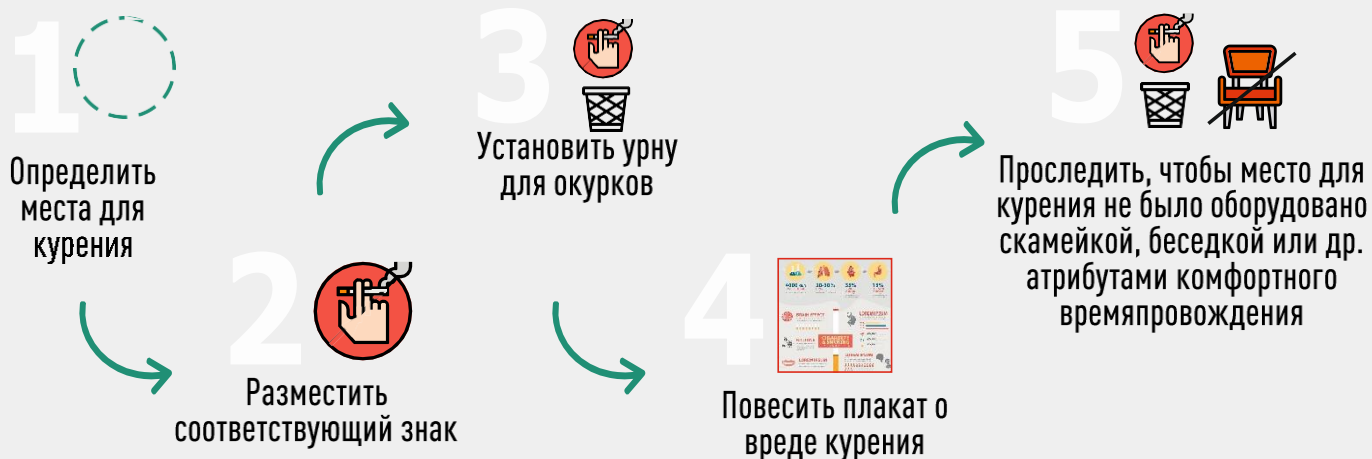 1
Определить
места для
курения
2
Разместить
соответствующий знак
3
Установить урну
для окурков
4
Повесить плакат о
вреде курения
5
Проследить, чтобы место для
курения не было оборудовано
скамейкой, беседкой или др.
атрибутами комфортного
времяпровождения